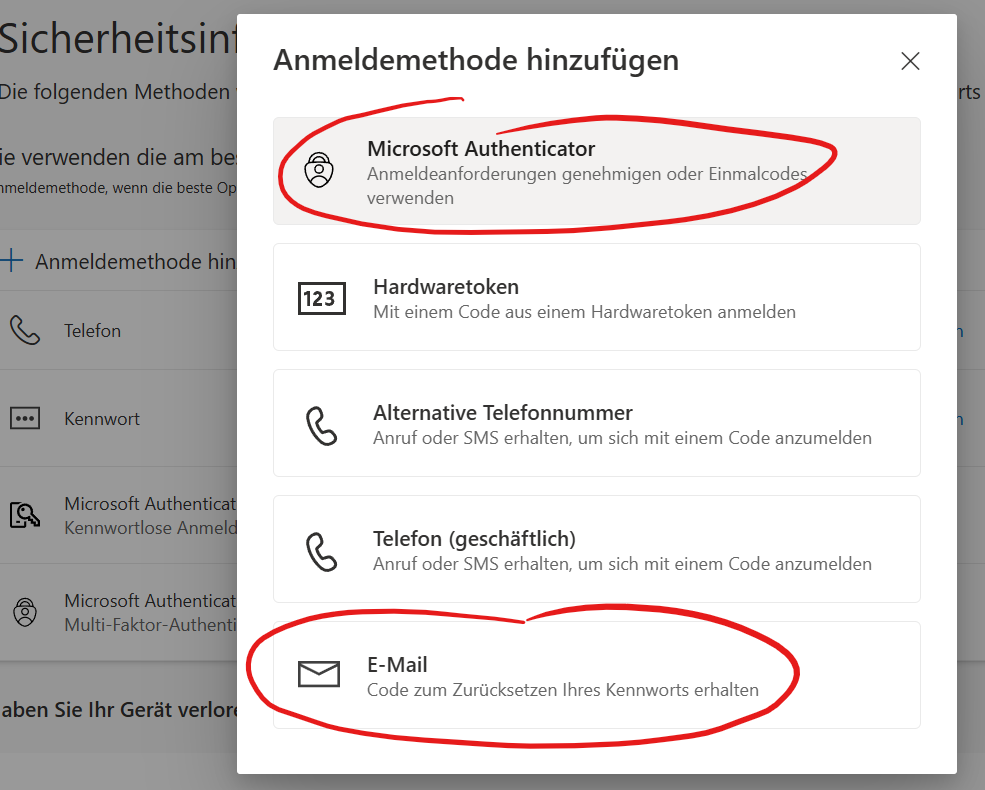 Sicherheitsin
Die folgenden Methoden
rts
ie verwenden die am be
nmeldemethode, wenn die beste Op
Anmeldemethode hin
Telefon
n
Kennwort
n
Microsoft Authenticat
Kennwortlose Anmeld
Microsoft Authenticat
Multi-Faktor-Authenti
aben Sie Ihr Gerät verlore
Anmeldemethode hinzufügen
Microsoft Authenticator
Anmeldeanforderungen genehmigen oder Einmalcodes
verwenden
123
Hardwaretoken
Mit einem Code aus einem Hardwaretoken anmelden
Alternative Telefonnummer
Anruf oder SMS erhalten, um sich mit einem Code anzumelden
Telefon (geschäftlich)
Anruf oder SMS erhalten, um sich mit einem Code anzumelden
E-Mail
Code zum Zurücksetzen Ihres Kennworts erhalten